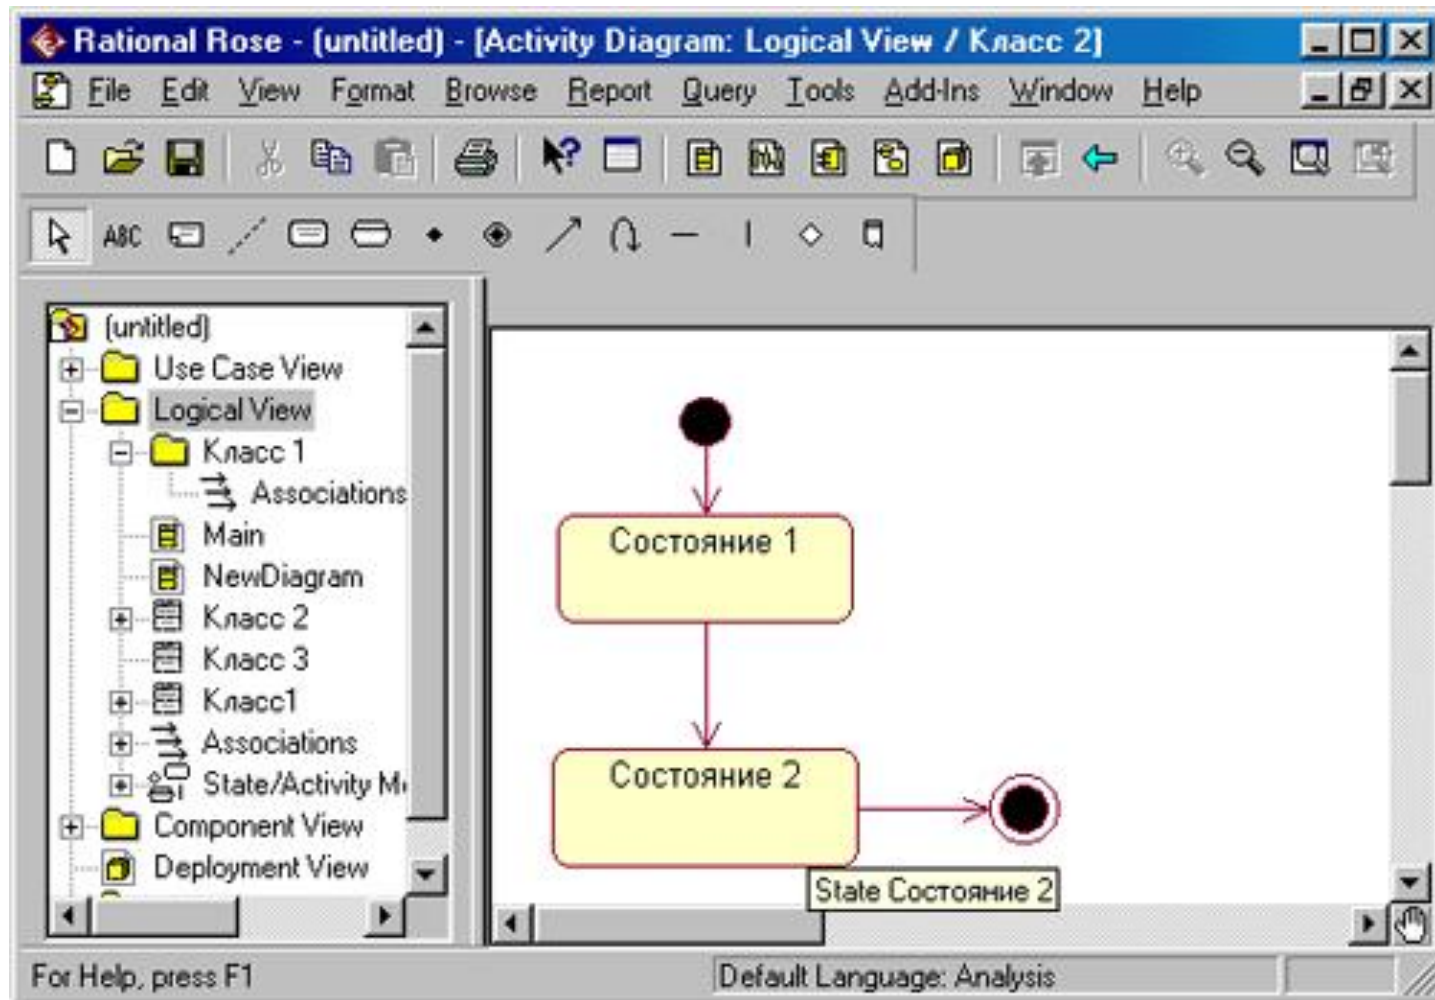 Rational Rose - (untitled) - [Activity Diagram: Logical View / Класс 2]
File Edit View Format Browse Report Query Tools Add-Ins Window Help
ABC
(untitled)
Use Case View
Logical View
Класс 1
Associations
Main
NewDiagram
Класс 2
Класс 3
Класс1
Associations
State/Activity M
Component View
Deployment View
Состояние 1
Состояние 2
State Состояние 2
For Help, press F1
Default Language: Analysis